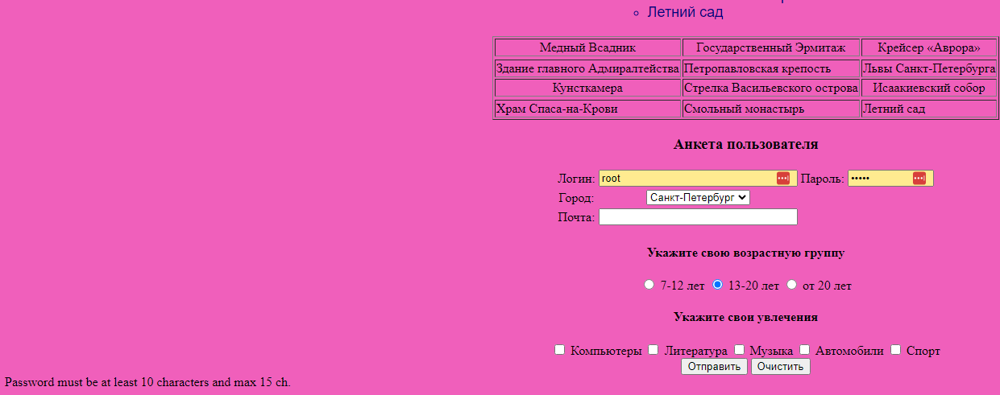 Летний сад
Медный Всадник Государственный Эрмитаж Крейсер «Аврора»
Здание главного Адмиралтейства Петропавловская крепость Львы Санкт-Петербурга
Кунсткамера Стрелка Васильевского острова Исаакиевский собор
Храм Спаса-на-Крови Смольный монастырь Летний сад
Анкета пользователя
Логин: root Пароль: •••••
Город: Санкт-Петербург
Почта:
Укажите свою возрастную группу
7-12 лет 13-20 лет от 20 лет
Укажите свои увлечения
Компьютеры Литература Музыка Автомобили Спорт
Отправить Очистить
Password must be at least 10 characters and max 15 ch.